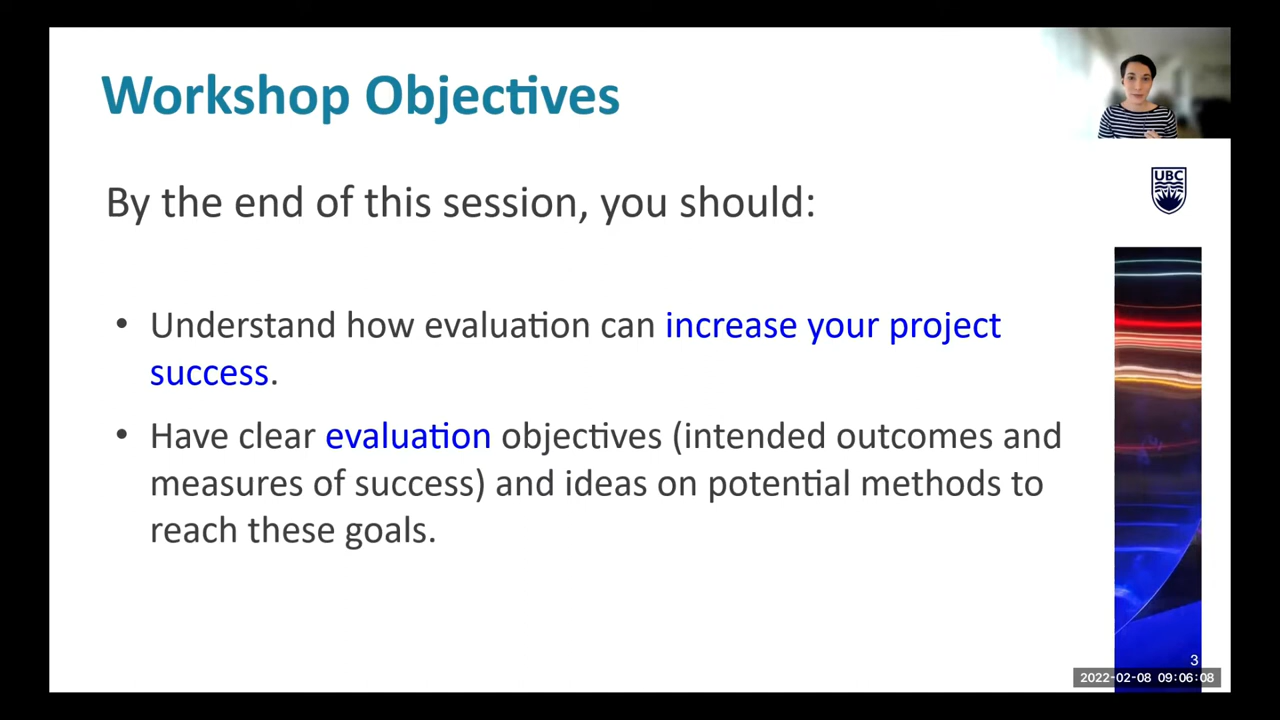 Workshop Objectives
UBC
By the end of this session, you should:
• Understand how evaluation can increase your project
success.
• Have clear evaluation objectives (intended outcomes and
measures of success) and ideas on potential methods to
reach these goals.
3
2022-02-08 09:06:08